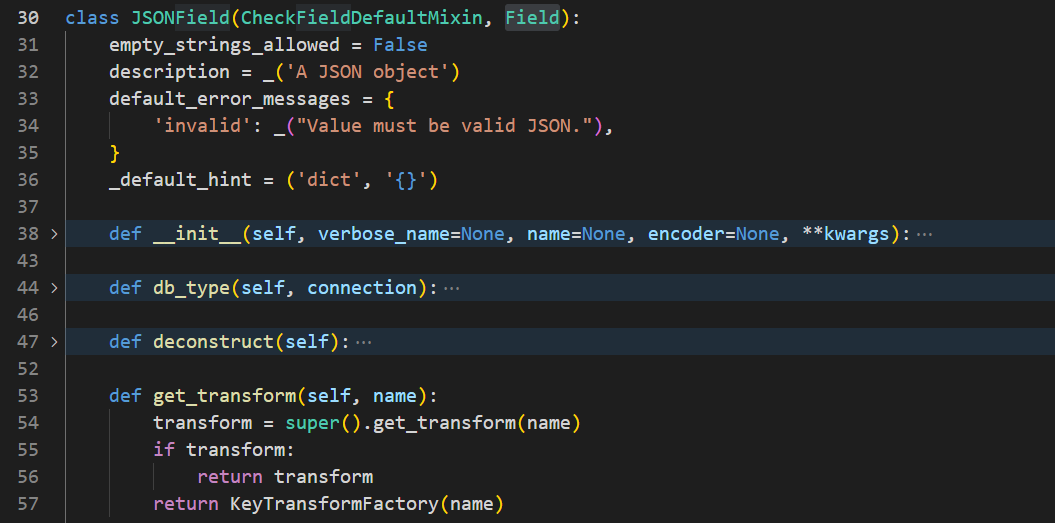 30 class JSONField(CheckFieldDefaultMixin, Field):
31     empty_strings_allowed = False
32     description = _('A JSON object')
33     default_error_messages = {
34         'invalid': _("Value must be valid JSON."),
35     }
36     _default_hint = ('dict', '{}')
37
38 >   def __init__(self, verbose_name=None, name=None, encoder=None, **kwargs):···
43
44 >   def db_type(self, connection):···
46
47 >   def deconstruct(self):···
52
53     def get_transform(self, name):
54         transform = super().get_transform(name)
55         if transform:
56             return transform
57         return KeyTransformFactory(name)